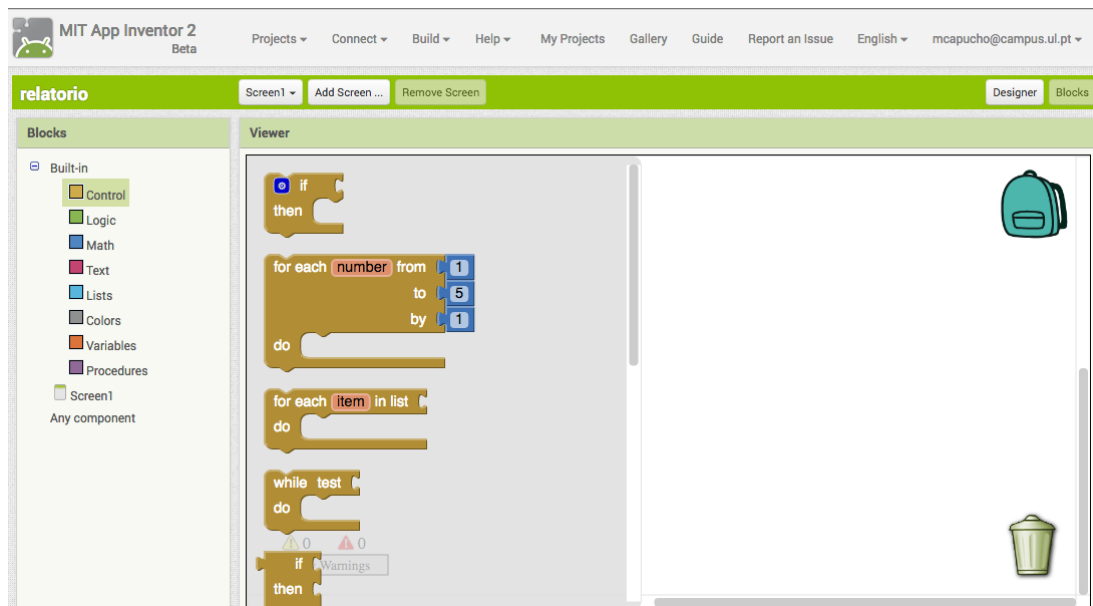 MIT App Inventor 2
Beta
Projects Connect Build Help My Projects Gallery Guide Report an Issue English mcapucho@campus.ul.pt
relatorio Screen1 Add Screen ... Remove Screen Designer Blocks
Blocks Viewer
Built-in
Control
Logic
Math
Text
Lists
Colors
Variables
Procedures
Screen1
Any component
if
then
for each number from 1
to 5
by 1
do
for each item in list
do
while test
do
0 0
if Warnings
then